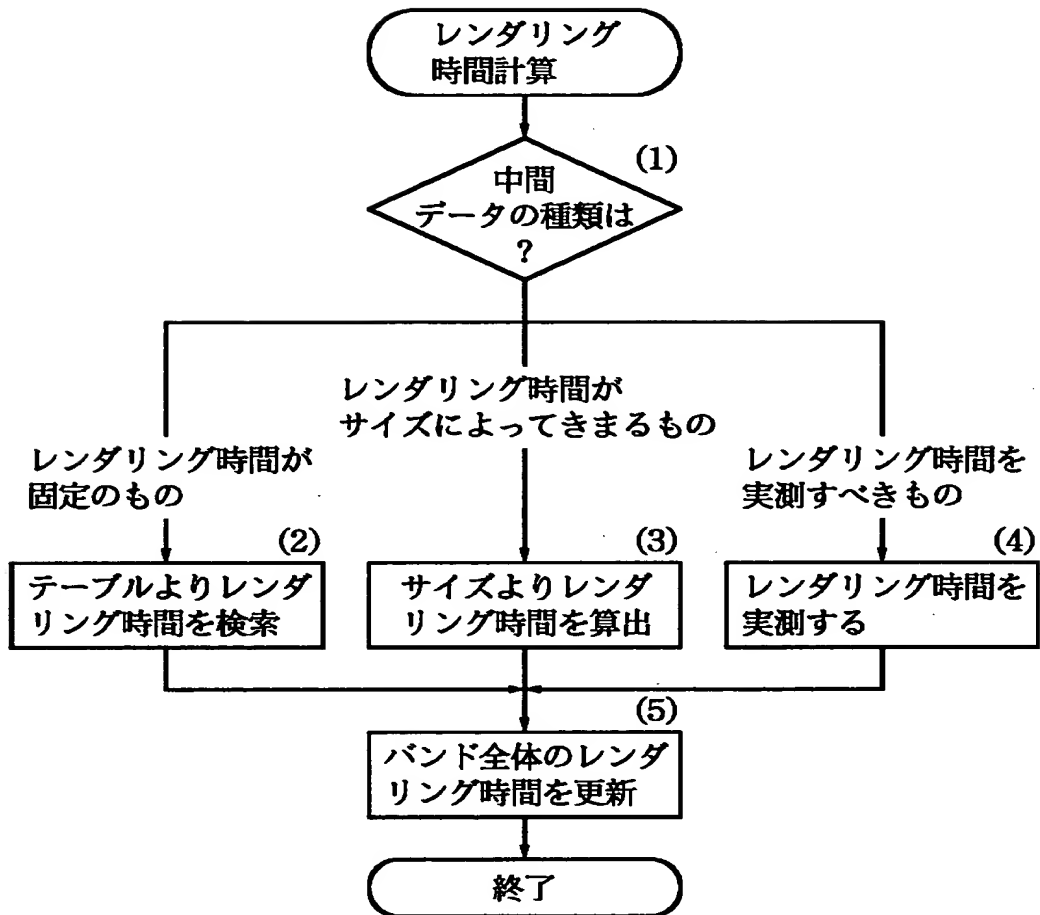 レンダリング
時間計算
(1)
中間
データの種類は
?
レンダリング時間が
サイズによってきまるもの
レンダリング時間が
固定のもの
レンダリング時間を
実測すべきもの
(2)
テーブルよりレンダ
リング時間を検索
(3)
サイズよりレンダ
リング時間を算出
(4)
レンダリング時間を
実測する
(5)
バンド全体のレンダ
リング時間を更新
終了